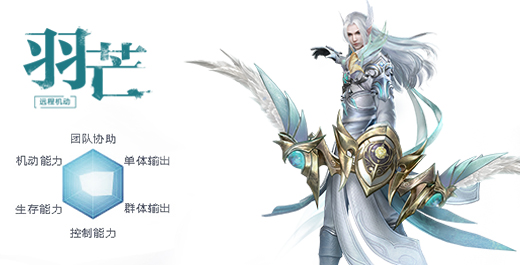 羽芒
远程机动
团队协助
机动能力
单体输出
生存能力
群体输出
控制能力